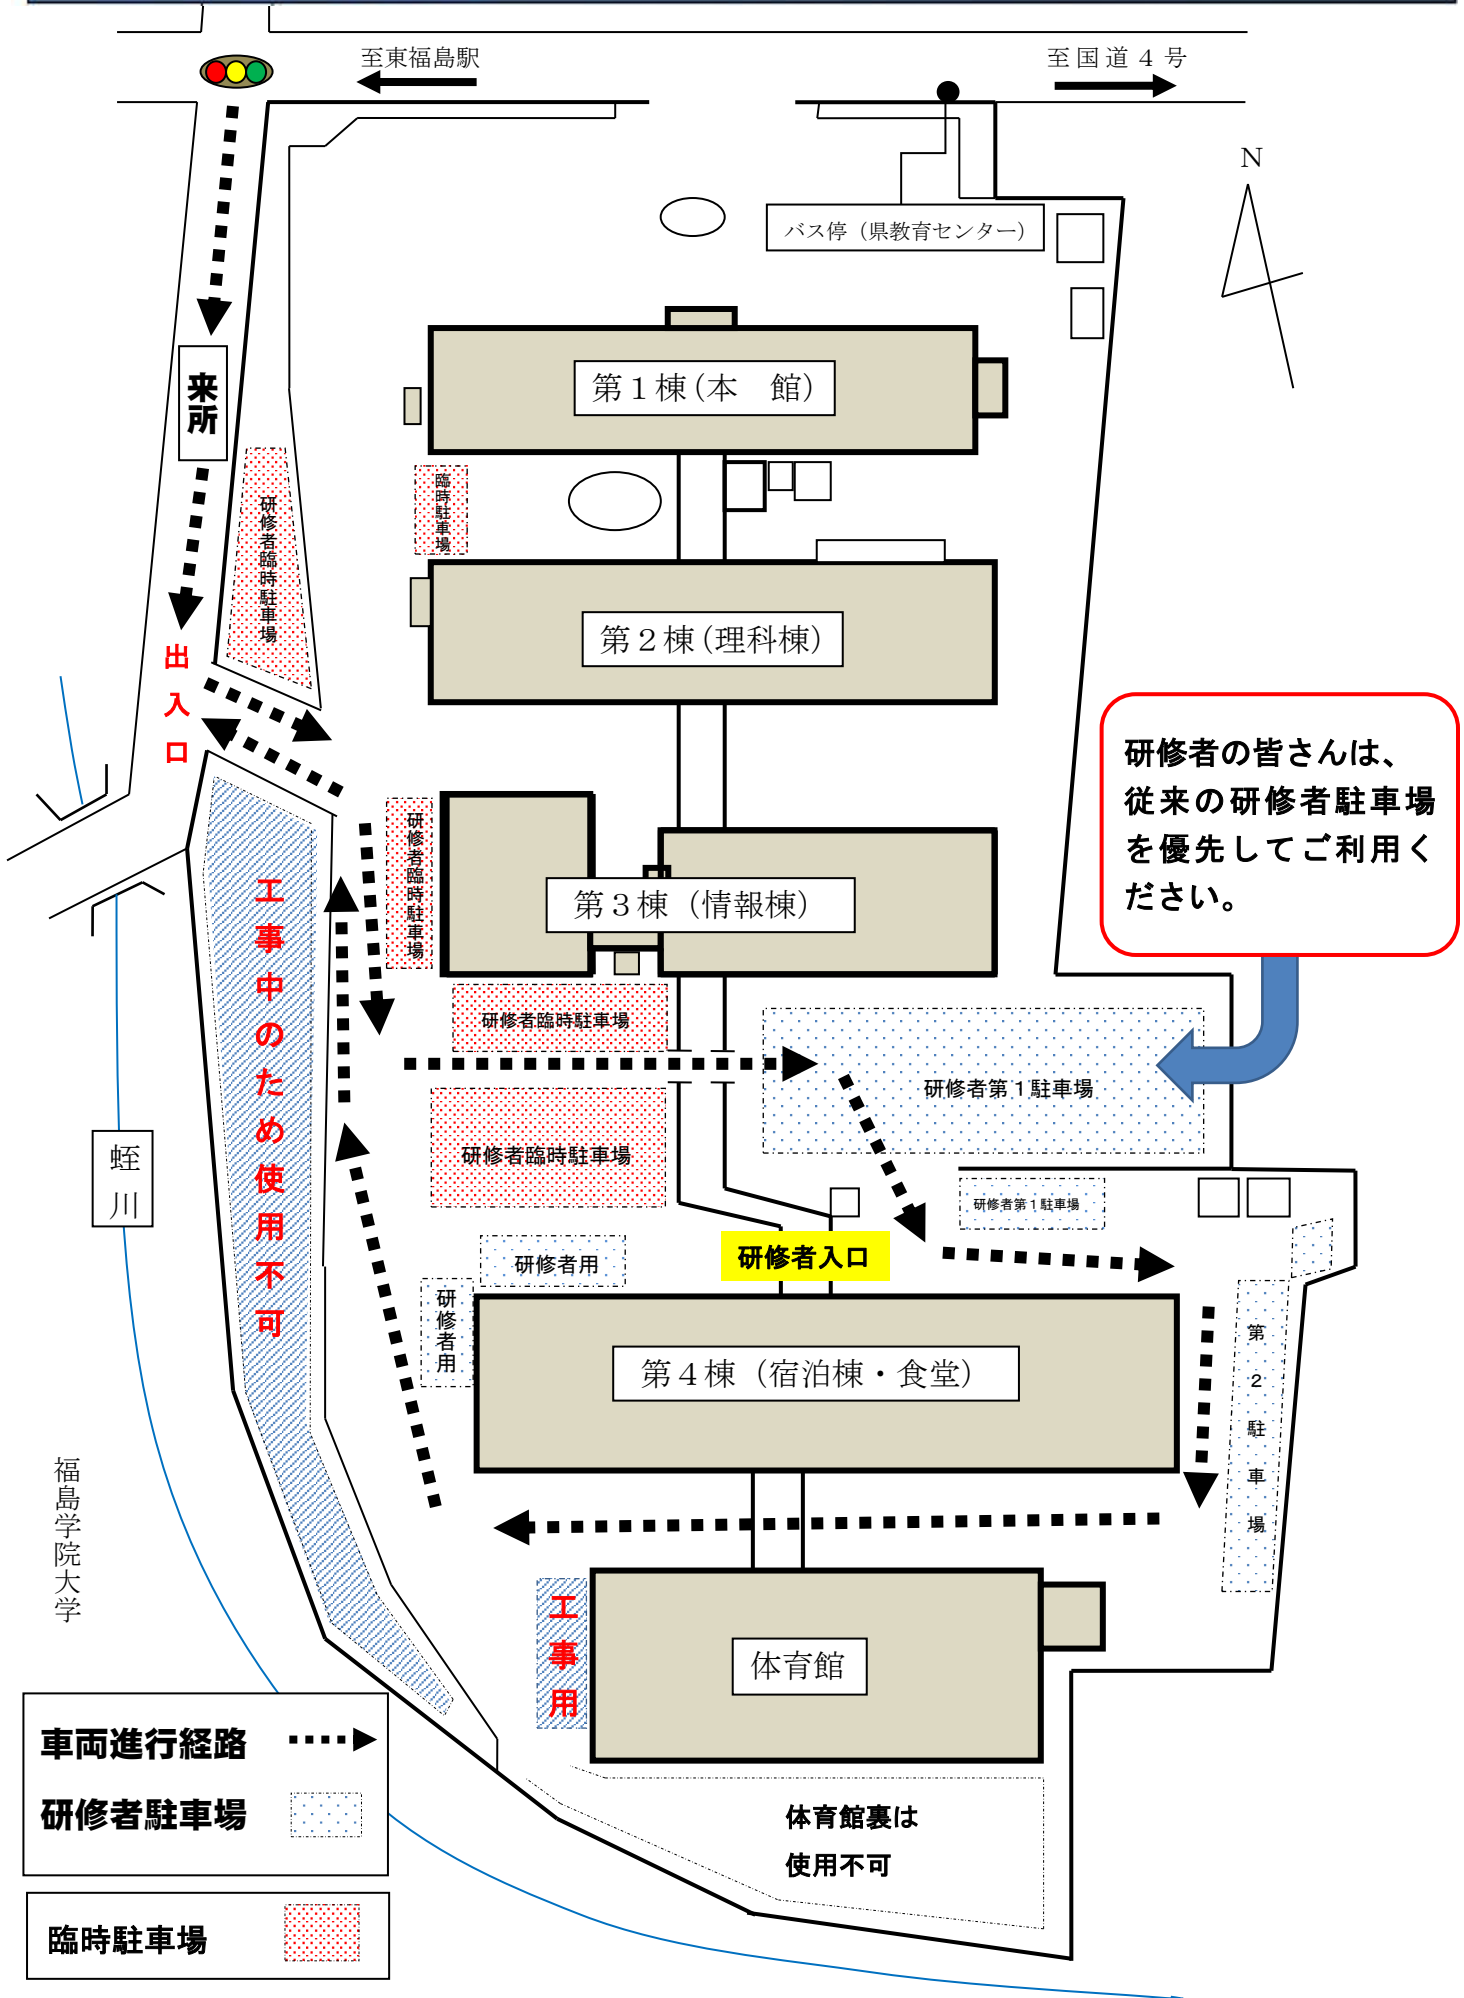 至東福島駅
至国道４号
N
バス停（県教育センター）
来所
第１棟(本　館)
臨時駐車場
研修者臨時駐車場
第２棟(理科棟)
出入口
研修者の皆さんは、
従来の研修者駐車場
を優先してご利用く
ださい。
研修者臨時駐車場
第３棟（情報棟）
工事中のため使用不可
研修者臨時駐車場
研修者第１駐車場
研修者臨時駐車場
蛭川
研修者第１駐車場
研修者用
研修者入口
研修者用
第２駐車場
第４棟（宿泊棟・食堂）
福島学院大学
工事用
体育館
車両進行経路
研修者駐車場
体育館裏は
使用不可
臨時駐車場